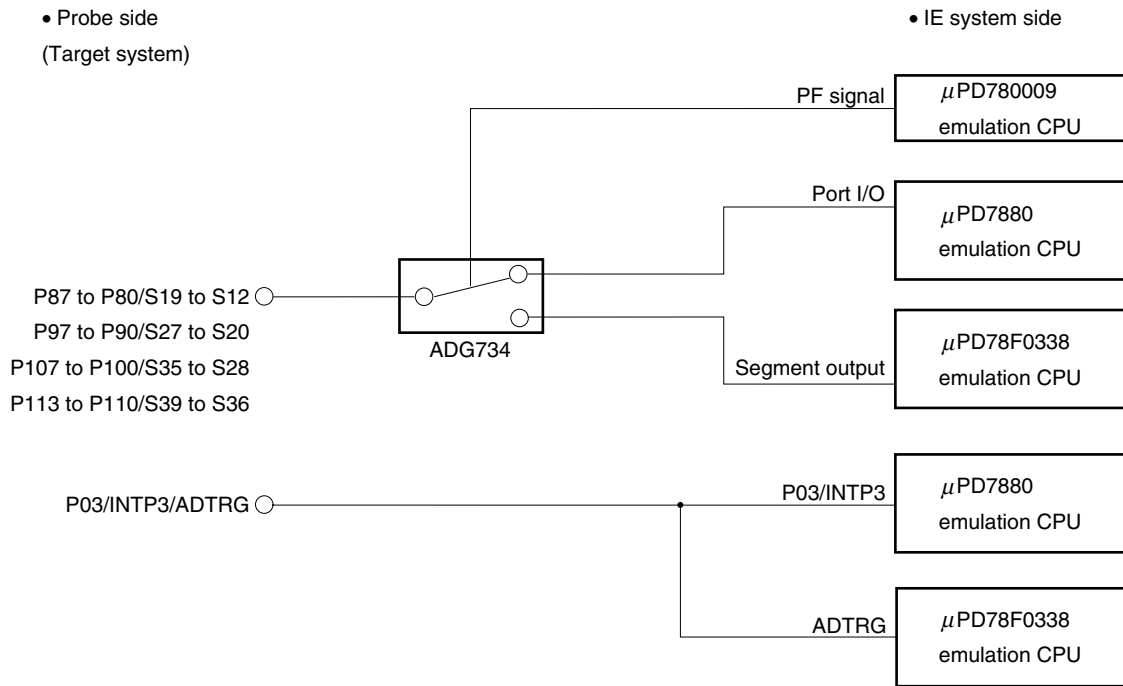 • Probe side
(Target system)
• IE system side
PF signal
μPD780009
emulation CPU
Port I/O
μPD7880
emulation CPU
P87 to P80/S19 to S12
P97 to P90/S27 to S20
P107 to P100/S35 to S28
P113 to P110/S39 to S36
ADG734
Segment output
μPD78F0338
emulation CPU
P03/INTP3/ADTRG
P03/INTP3
μPD7880
emulation CPU
ADTRG
μPD78F0338
emulation CPU